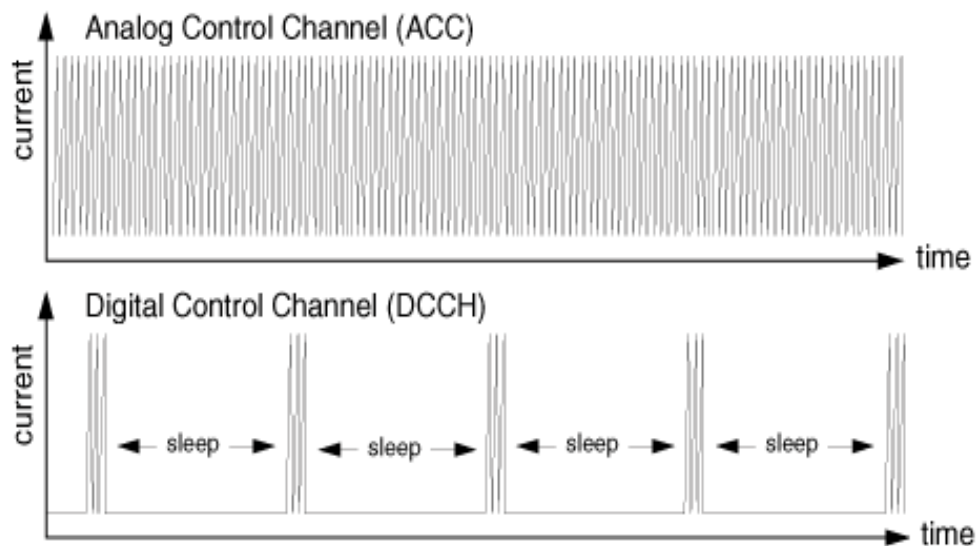 Analog Control Channel (ACC)
current
time
Digital Control Channel (DCCH)
current
sleep
sleep
sleep
sleep
time